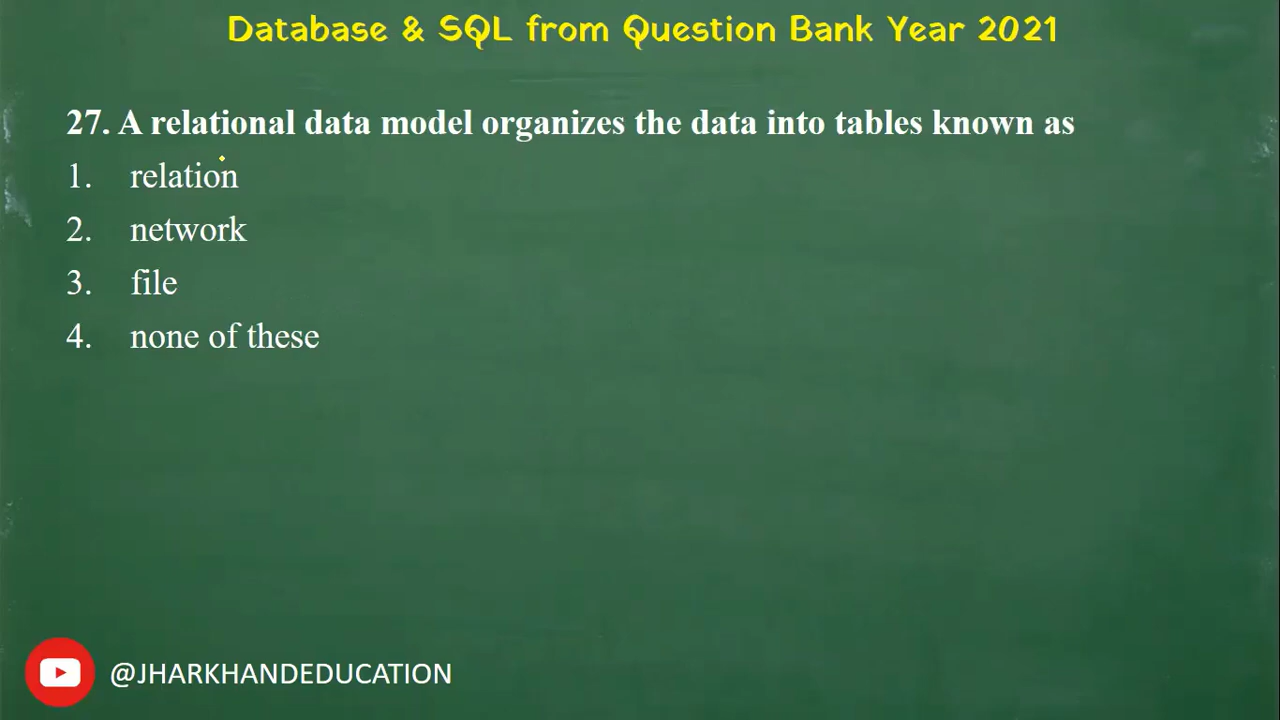 Database & SQL from Question Bank Year 2021
27. A relational data model organizes the data into tables known as
1. relation
2. network
3. file
4. none of these
@JHARKHANDEDUCATION